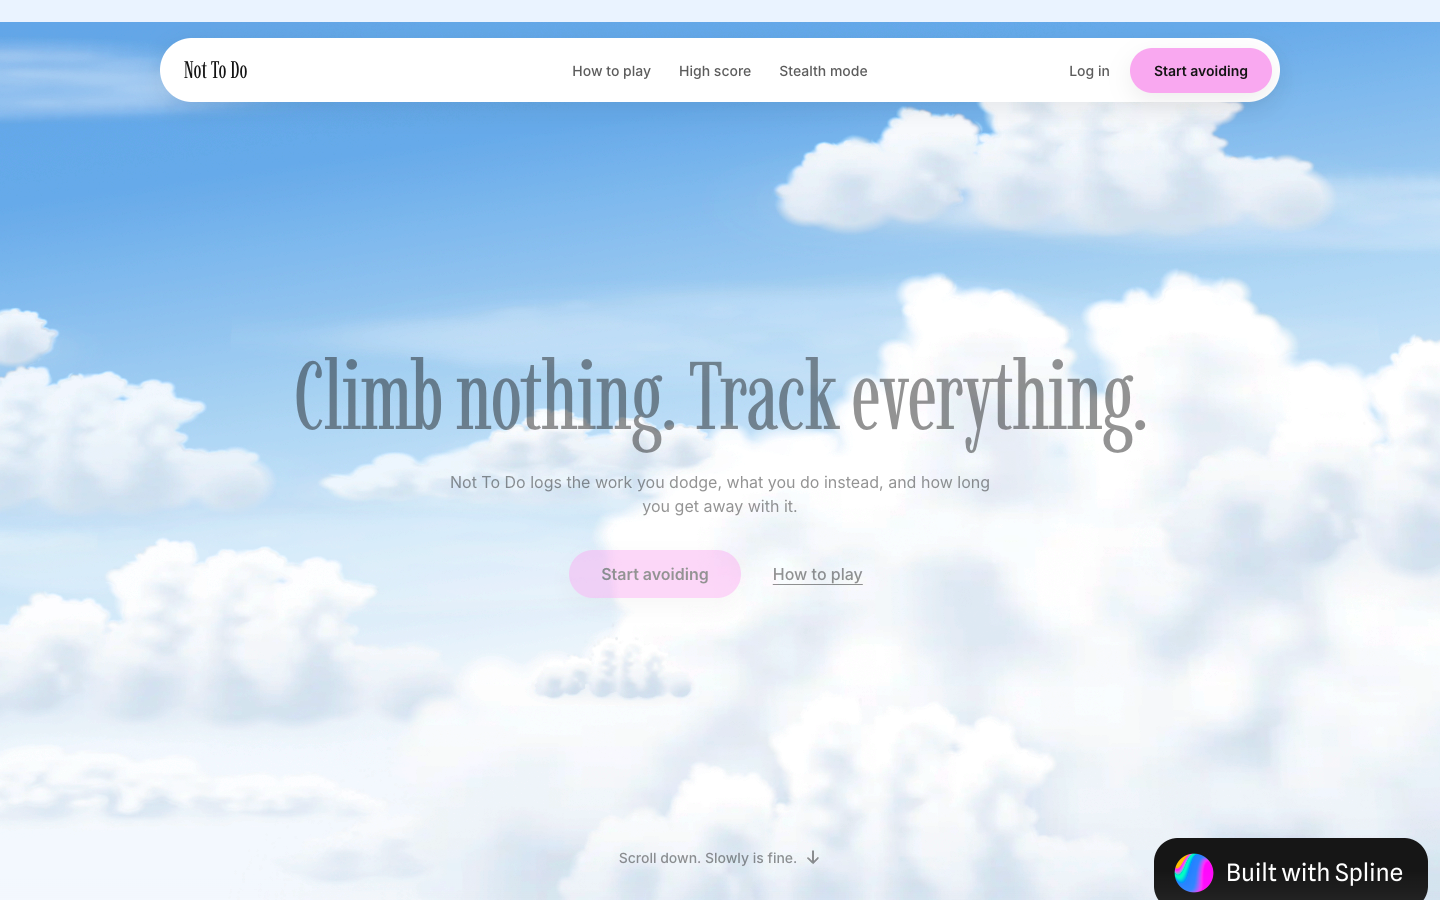 Not To Do
How to play
High score
Stealth mode
Log in
Start avoiding
Climb nothing. Track everything.
Not To Do logs the work you dodge, what you do instead, and how long
you get away with it.
Start avoiding
How to play
Scroll down. Slowly is fine.
Built with Spline